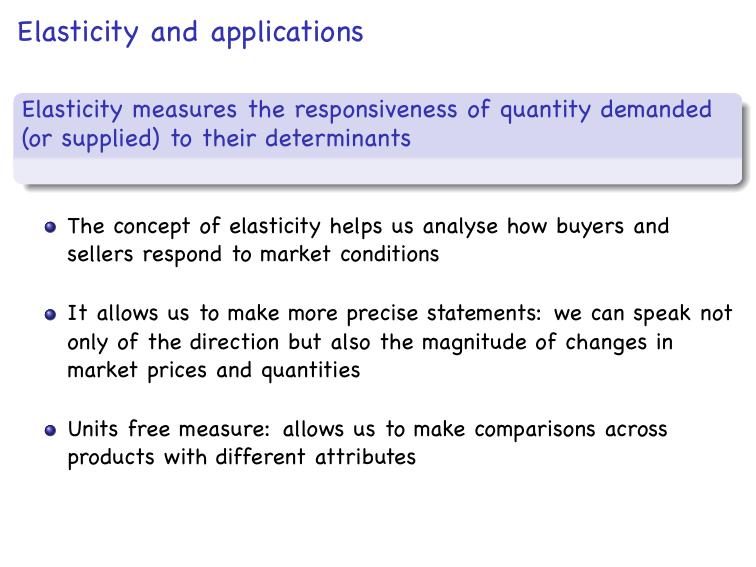 Elasticity and applications
Elasticity measures the responsiveness of quantity demanded
(or supplied) to their determinants
The concept of elasticity helps us analyse how buyers and
sellers respond to market conditions
It allows us to make more precise statements: we can speak not
only of the direction but also the magnitude of changes in
market prices and quantities
Units free measure: allows us to make comparisons across
products with different attributes